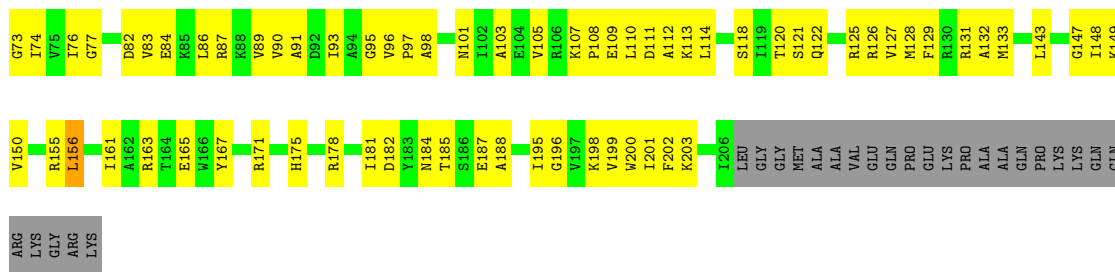 G73 I74 V75 I76 G77 D82 V83 E84 K85 L86 R87 K88 V89 V90 A91 D92 I93 A94 G95 V96 P97 A98 N101 I102 A103 E104 V105 R106 K107 P108 E109 L110 D111 A112 K113 L114 S118 I119 T120 S121 Q122 R125 R126 V127 M128 F129 R130 R131 A132 M133 L143 G147 I148 K149
V150 R155 L156 I161 A162 R163 T164 E165 W166 Y167 R171 H175 R178 I181 D182 Y183 N184 T185 S186 E187 A188 I195 G196 V197 K198 V199 W200 I201 F202 K203 I206 LEU GLY GLY MET ALA ALA VAL GLU GLN PRO GLU LYS PRO ALA ALA GLN PRO LYS LYS GLN GLN
ARG LYS GLY ARG LYS